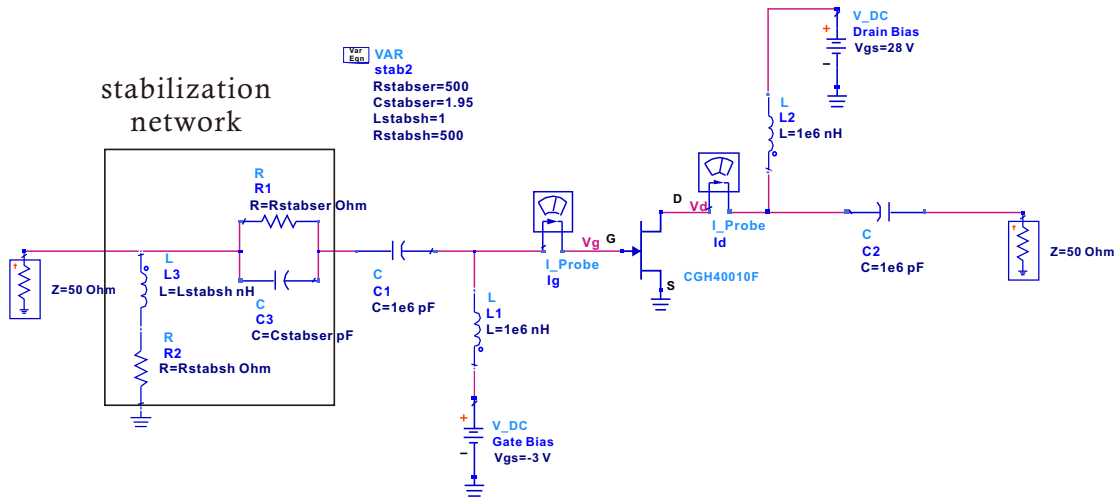 V_DC
Drain Bias
Vgs=28 V
+
−
Var
Eqn
VAR
stab2
Rstabser=500
Cstabser=1.95
Lstabsh=1
Rstabsh=500
stabilization
network
L
L2
L=1e6 nH
R
R1
R=Rstabser Ohm
D
Vd
I_Probe
Id
C
C2
C=1e6 pF
Z=50 Ohm
Vg
G
I_Probe
Ig
CGH40010F
S
L
L3
L=Lstabsh nH
Z=50 Ohm
C
C3
C=Cstabser pF
C
C1
C=1e6 pF
L
L1
L=1e6 nH
R
R2
R=Rstabsh Ohm
+
−
V_DC
Gate Bias
Vgs=-3 V